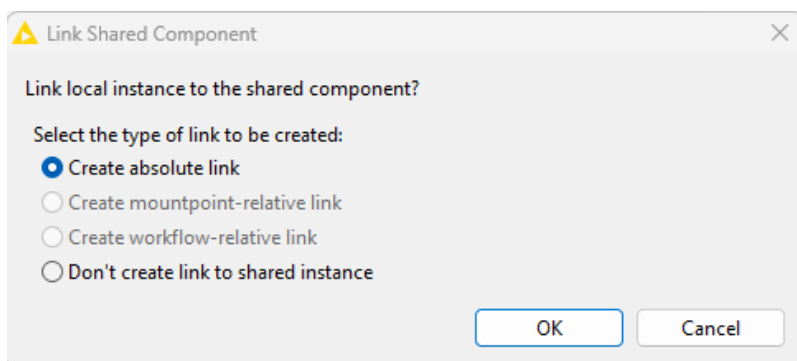 Link Shared Component
Link local instance to the shared component?
Select the type of link to be created:
Create absolute link
Create mountpoint-relative link
Create workflow-relative link
Don't create link to shared instance
OK
Cancel